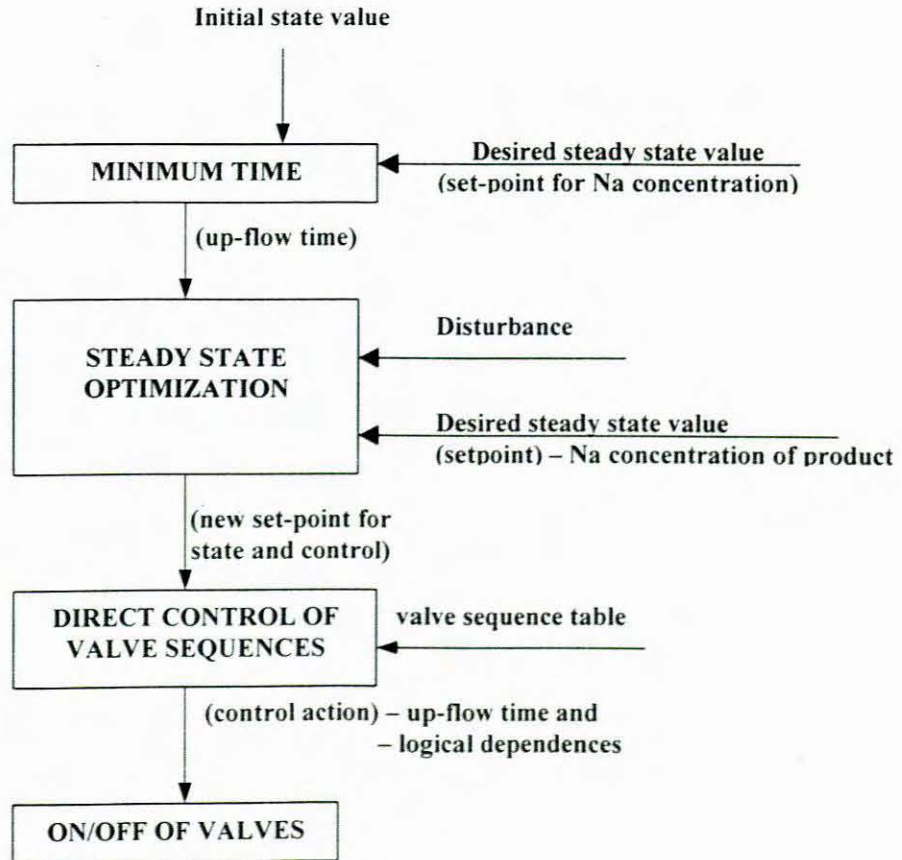 Initial state value
MINIMUM TIME
Desired steady state value
(set-point for Na concentration)
(up-flow time)
STEADY STATE
OPTIMIZATION
Disturbance
Desired steady state value
(setpoint) – Na concentration of product
(new set-point for
state and control)
DIRECT CONTROL OF
VALVE SEQUENCES
valve sequence table
(control action) – up-flow time and
– logical dependences
ON/OFF OF VALVES